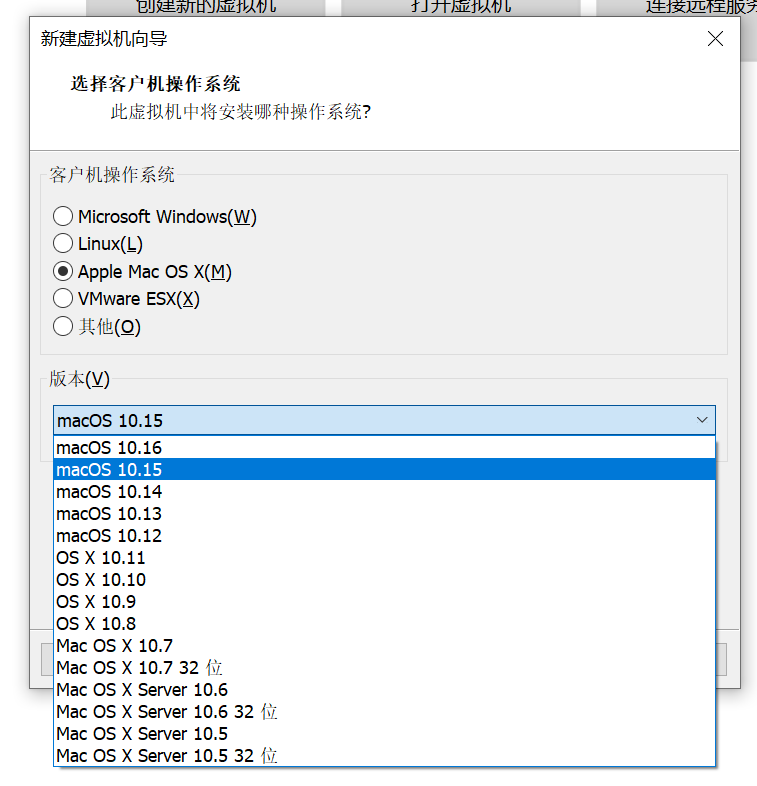 创建新的虚拟机
打开虚拟机
连接远程服务
新建虚拟机向导
选择客户机操作系统
此虚拟机中将安装哪种操作系统?
客户机操作系统
Microsoft Windows(W)
Linux(L)
Apple Mac OS X(M)
VMware ESX(X)
其他(O)
版本(V)
macOS 10.15
macOS 10.16
macOS 10.15
macOS 10.14
macOS 10.13
macOS 10.12
OS X 10.11
OS X 10.10
OS X 10.9
OS X 10.8
Mac OS X 10.7
Mac OS X 10.7 32 位
Mac OS X Server 10.6
Mac OS X Server 10.6 32 位
Mac OS X Server 10.5
Mac OS X Server 10.5 32 位